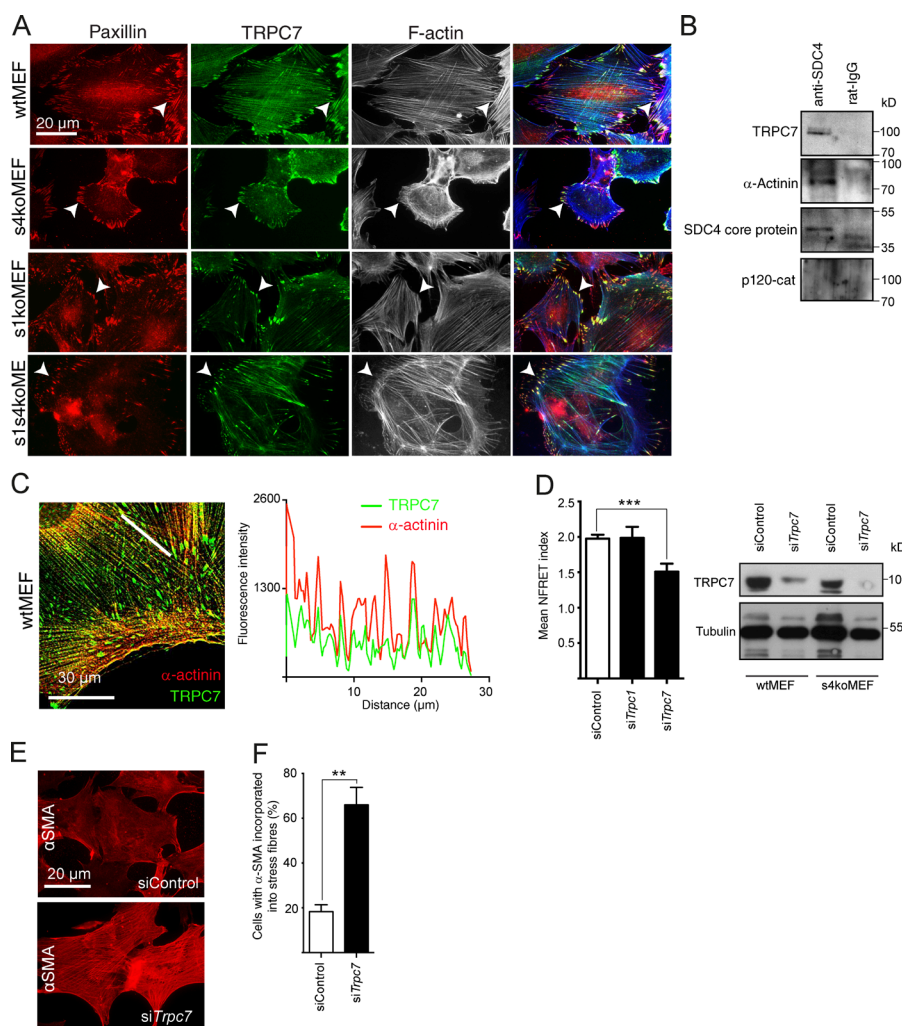 A
Paxillin
TRPC7
F-actin
wtMEF
20 µm
s4koMEF
s1koMEF
s1s4koME
B
anti-SDC4
rat-IgG
kD
TRPC7
100
70
α-Actinin
100
70
SDC4 core protein
55
35
p120-cat
100
70
C
wtMEF
30 µm
α-actinin
TRPC7
Fluorescence intensity
2600
1300
TRPC7
α-actinin
0
10
20
30
Distance (µm)
D
Mean NFRET index
2.5
2.0
1.5
1.0
***
siControl
siTrpc1
siTrpc7
siControl
siTrpc7
siControl
siTrpc7
kD
TRPC7
10
Tubulin
55
wtMEF
s4koMEF
E
αSMA
20 µm
siControl
αSMA
siTrpc7
F
Cells with α-SMA incorporated
into stress fibres (%)
80
60
40
20
**
siControl
siTrpc7